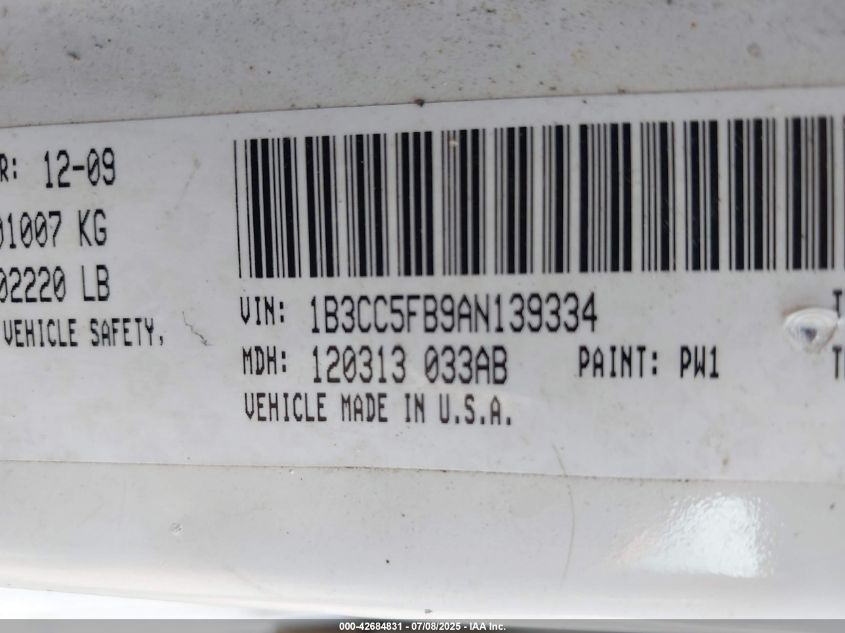 R: 12-09
01007 KG
02220 LB
VEHICLE SAFETY,
VIN: 1B3CC5FB9AN139334
MDH: 120313 033AB PAINT: PW1
VEHICLE MADE IN U.S.A.
000-42684831 - 07/08/2025 - IAA Inc.